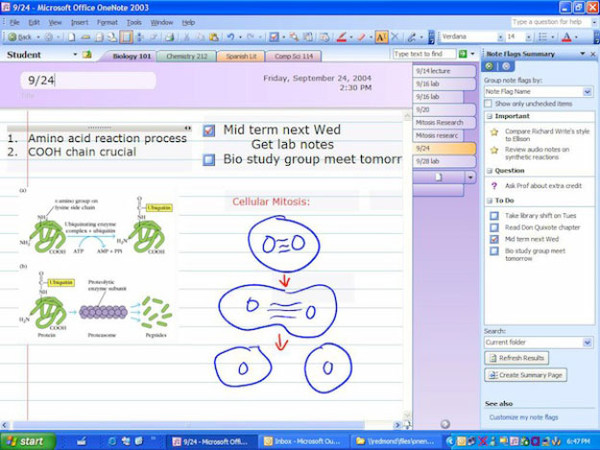 9/24 - Microsoft Office OneNote 2003
File Edit View Insert Format Tools Window Help
Type a question for help
Back
Verdana 14
Student
Biology 101 Chemistry 212 Spanish Lit Comp Sci 114
Type text to find
Note Flags Summary
9/24
Title
Friday, September 24, 2004
2:30 PM
1. Amino acid reaction process
2. COOH chain crucial
Mid term next Wed
Get lab notes
Bio study group meet tomorr
(a)
ε-amino group on
lysine side chain
Ubiquitin
Ubiquinating enzyme
complex + ubiquitin
NH₂
H₂N
COOH
ATP
AMP + PPi
H₂N
COOH
(b)
Ubiquitin
Proteolytic
enzyme subunit
H₂N
COOH
Protein
Proteasome
Peptides
Cellular Mitosis:
9/14 lecture
9/16 lab
9/16 lab
9/20
Mitosis Research
Mitosis researc
9/24
9/28 lab
Group note flags by:
Note Flag Name
Show only unchecked items
Important
Compare Richard Write's style
to Ellison
Review audio notes on
synthetic reactions
Question
? Ask Prof about extra credit
To Do
Take library shift on Tues
Read Don Quixote chapter
Mid term next Wed
Bio study group meet
tomorrow
Search:
Current folder
Refresh Results
Create Summary Page
See also
Customize my note flags
start
9/24 - Microsoft Offi...
Inbox - Microsoft Ou...
6:47 PM